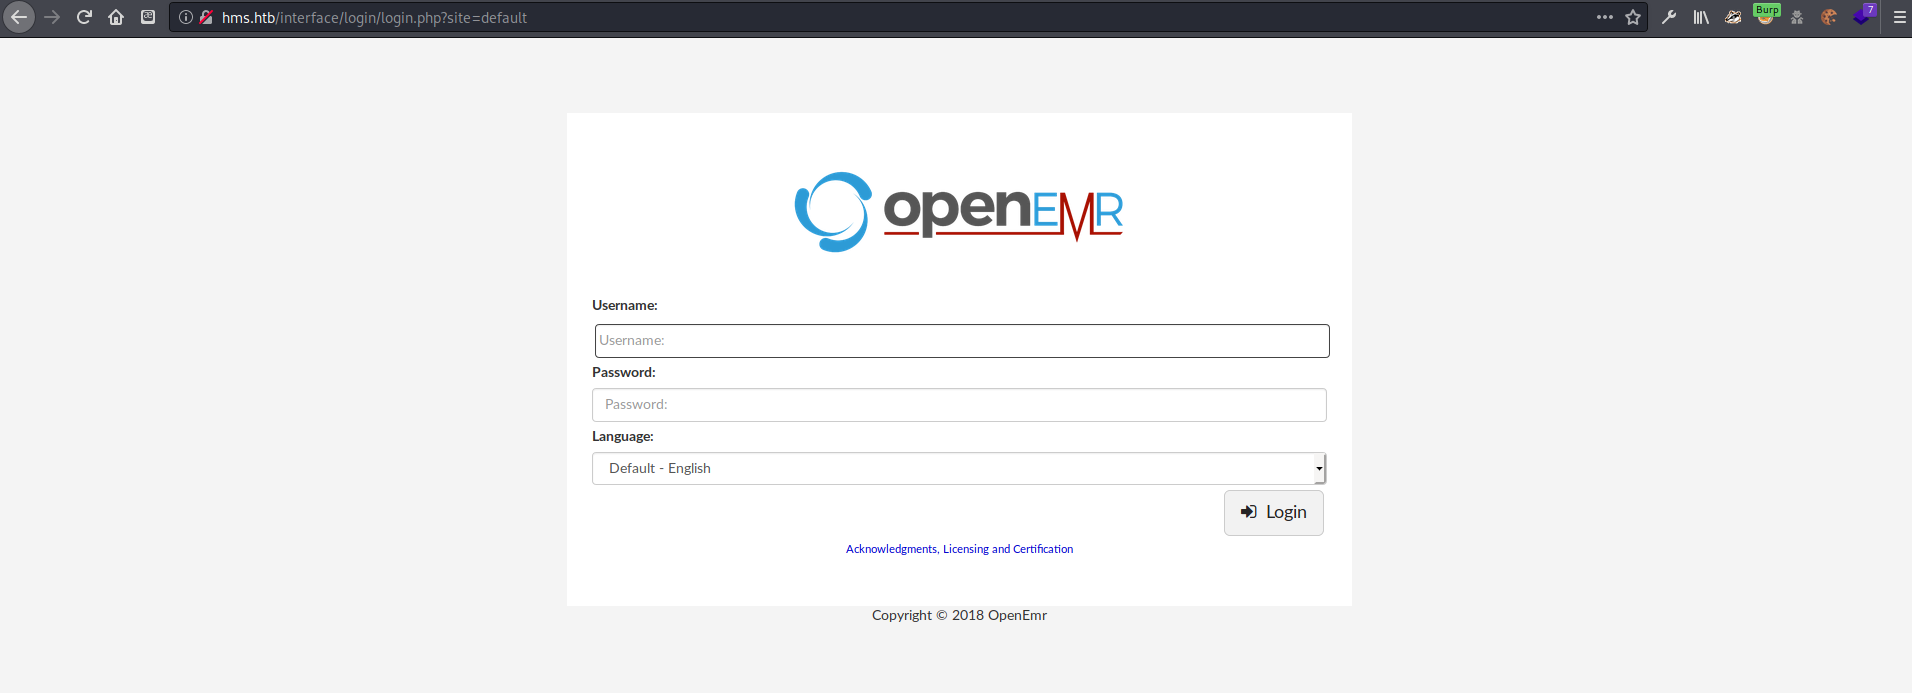 hms.htb/interface/login/login.php?site=default
Burp
7
openEMR
Username:
Username:
Password:
Password:
Language:
Default - English
Login
Acknowledgments, Licensing and Certification
Copyright © 2018 OpenEmr